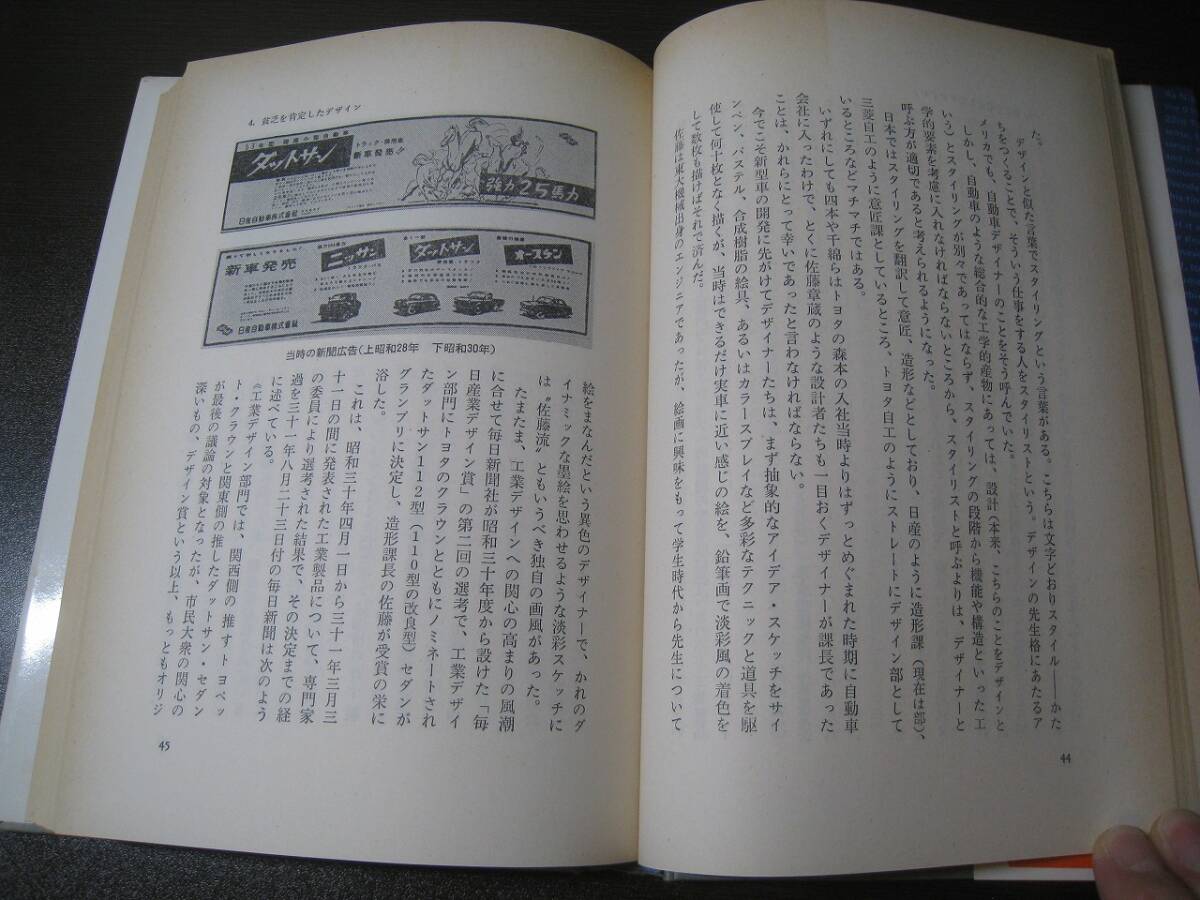 た。
デザインと似た言葉でスタイリングという言葉がある。こちらは文字どおりスタイル――かた
ちをつくることで、そういう仕事をする人をスタイリストという。デザインの先生格にあたるア
メリカでも、自動車デザイナーのことをそう呼んでいた。
しかし、自動車のような総合的な工学的産物にあっては、設計(本来、こちらのことをデザインと
いう)とスタイリングが別々であってはならず、スタイリングの段階から機能や構造といった工
学的要素を考慮に入れなければならないところから、スタイリストと呼ぶよりは、デザイナーと
呼ぶ方が適切であると考えられるようになった。
日本ではスタイリングを翻訳して意匠、造形などとしており、日産のように造形課(現在は部)、
三菱自工のように意匠課としているところ、トヨタ自工のようにストレートにデザイン部として
いるところなどマチマチではある。
いずれにしても四本や千綿らはトヨタの森本の入社当時よりはずっとめぐまれた時期に自動車
会社に入ったわけで、とくに佐藤章蔵のような設計者たちも一目おくデザイナーが課長であった
ことは、かれらにとって幸いであったと言わなければならない。
今でこそ新型車の開発に先がけてデザイナーたちは、まず抽象的なアイデア・スケッチをサイ
ンペン、パステル、合成樹脂の絵具、あるいはカラースプレイなど多彩なテクニックと道具を駆
使して何十枚となく描くが、当時はできるだけ実車に近い感じの絵を、鉛筆画で淡彩風の着色を
して数枚も描けばそれで済んだ。
佐藤は東大機械出身のエンジニアであったが、絵画に興味をもって学生時代から先生について
44
4. 貧乏を肯定したデザイン
ダットサン
トラック・乗用車
新車発売!!
強力25馬力
日産自動車株式会社
新車発売
ニッサン
ダットサン
オースチン
日産自動車株式会社
当時の新聞広告(上昭和28年 下昭和30年)
絵をまなんだという異色のデザイナーで、かれのダ
イナミックな墨絵を思わせるような淡彩スケッチに
は〝佐藤流〟ともいうべき独自の画風があった。
たまたま、工業デザインへの関心の高まりの風潮
に合せて毎日新聞社が昭和三十年度から設けた「毎
日産業デザイン賞」の第二回の選考で、工業デザイ
ン部門にトヨタのクラウンとともにノミネートされ
たダットサン112型(110型の改良型)セダンが
グランプリに決定し、造形課長の佐藤が受賞の栄に
浴した。
これは、昭和三十年四月一日から三十一年三月三
十一日の間に発表された工業製品について、専門家
の委員により選考された結果で、その決定までの経
過を三十一年八月二十三日付の毎日新聞は次のよう
に述べている。
《工業デザイン部門では、関西側の推すトヨペッ
ト・クラウンと関東側の推したダットサン・セダン
が最後の議論の対象となったが、市民大衆の関心の
深いもの、デザイン賞という以上、もっともオリジ
45